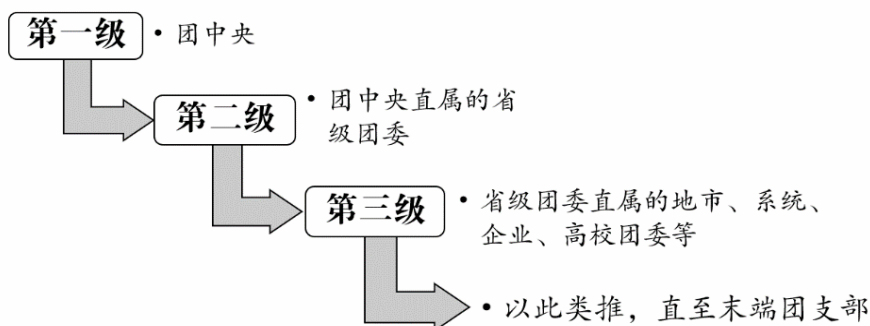 第一级
• 团中央
第二级
• 团中央直属的省
级团委
第三级
• 省级团委直属的地市、系统、
企业、高校团委等
• 以此类推，直至末端团支部